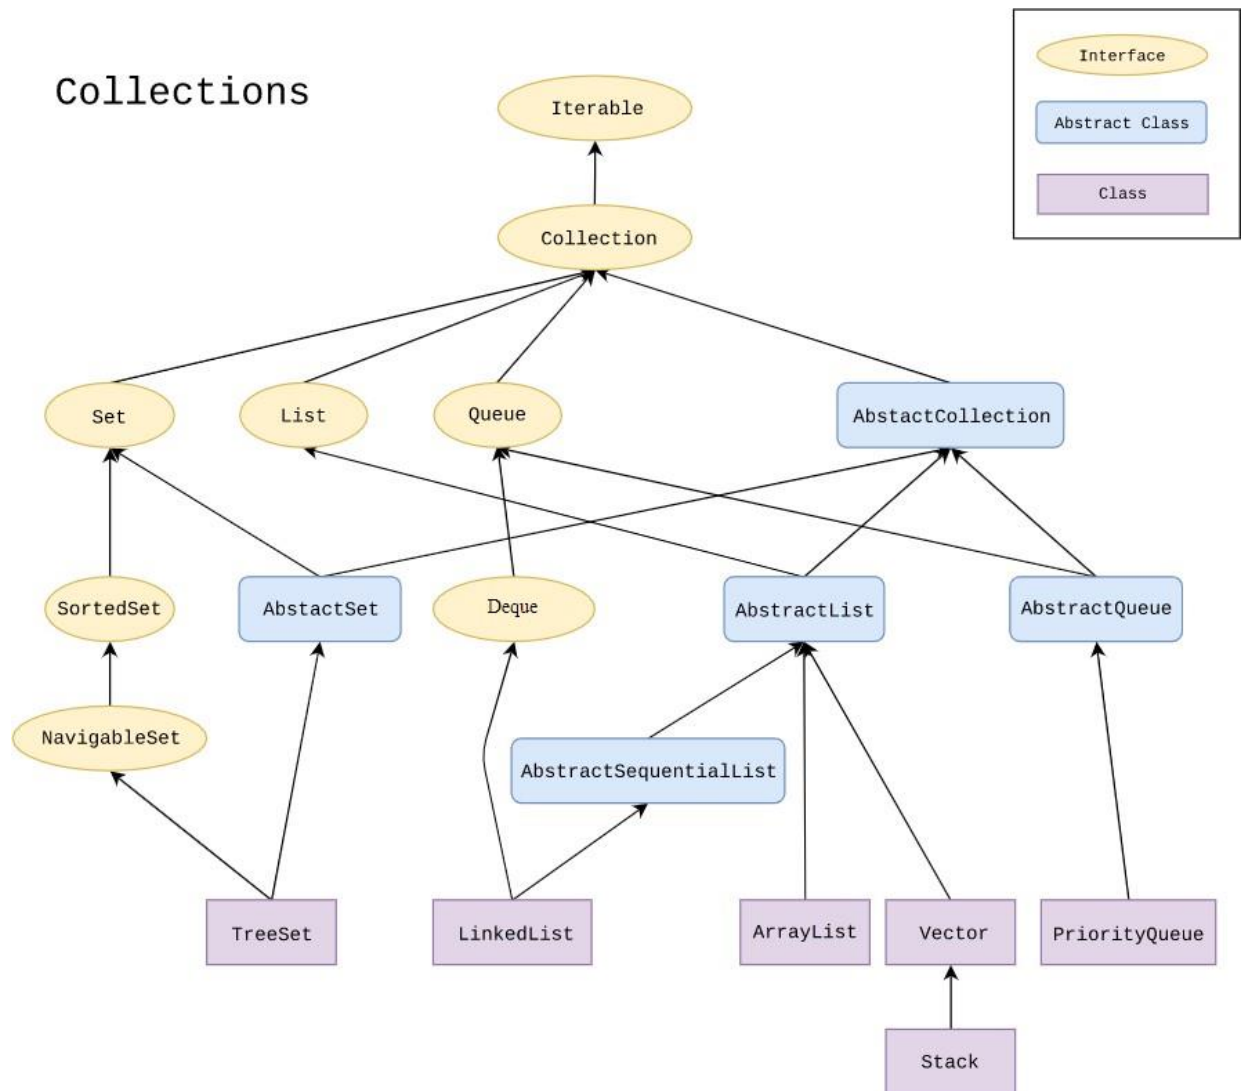 Collections
Interface
Abstract Class
Class
Iterable
Collection
Set
List
Queue
AbstactCollection
SortedSet
AbstactSet
Deque
AbstractList
AbstractQueue
NavigableSet
AbstractSequentialList
TreeSet
LinkedList
ArrayList
Vector
PriorityQueue
Stack